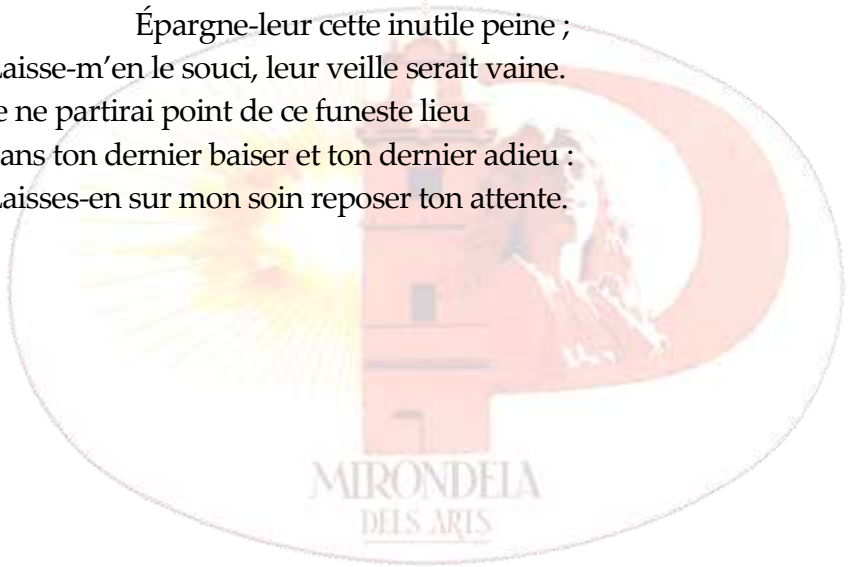 Épargne-leur cette inutile peine ;
aisse-m'en le souci, leur veille serait vaine.
e ne partirai point de ce funeste lieu
ans ton dernier baiser et ton dernier adieu :
aisses-en sur mon soin reposer ton attente.
MIRONDELA
DELS ARTS